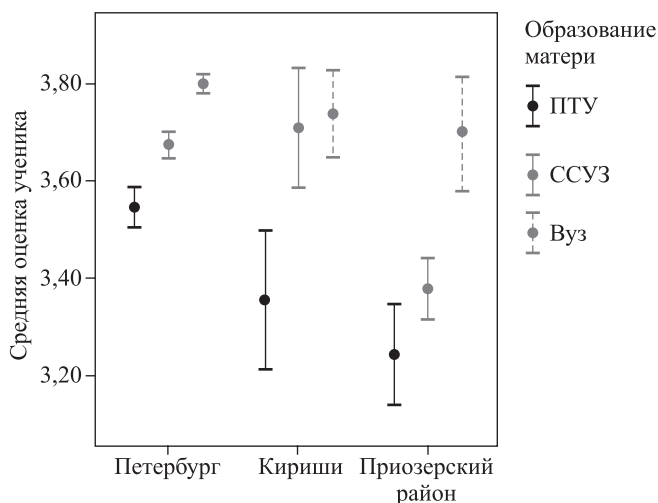 Образование
матери
ПТУ
ССУЗ
Вуз
Средняя оценка ученика
3,80
3,60
3,40
3,20
Петербург
Кириши
Приозерский
район